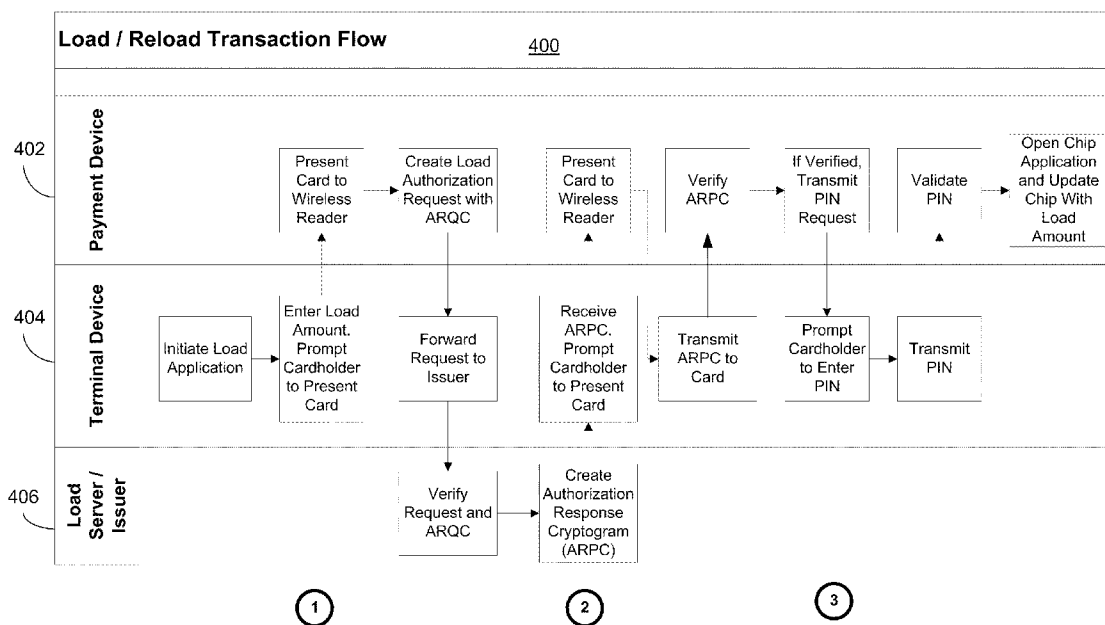 Load / Reload Transaction Flow
400
402
Payment Device
Present
Card to
Wireless
Reader
Create Load
Authorization
Request with
ARQC
Present
Card to
Wireless
Reader
Verify
ARPC
If Verified,
Transmit
PIN
Request
Validate
PIN
Open Chip
Application
and Update
Chip With
Load
Amount
404
Terminal Device
Initiate Load
Application
Enter Load
Amount.
Prompt
Cardholder
to Present
Card
Forward
Request to
Issuer
Receive
ARPC.
Prompt
Cardholder
to Present
Card
Transmit
ARPC to
Card
Prompt
Cardholder
to Enter
PIN
Transmit
PIN
406
Load
Server /
Issuer
Verify
Request and
ARQC
Create
Authorization
Response
Cryptogram
(ARPC)
1
2
3